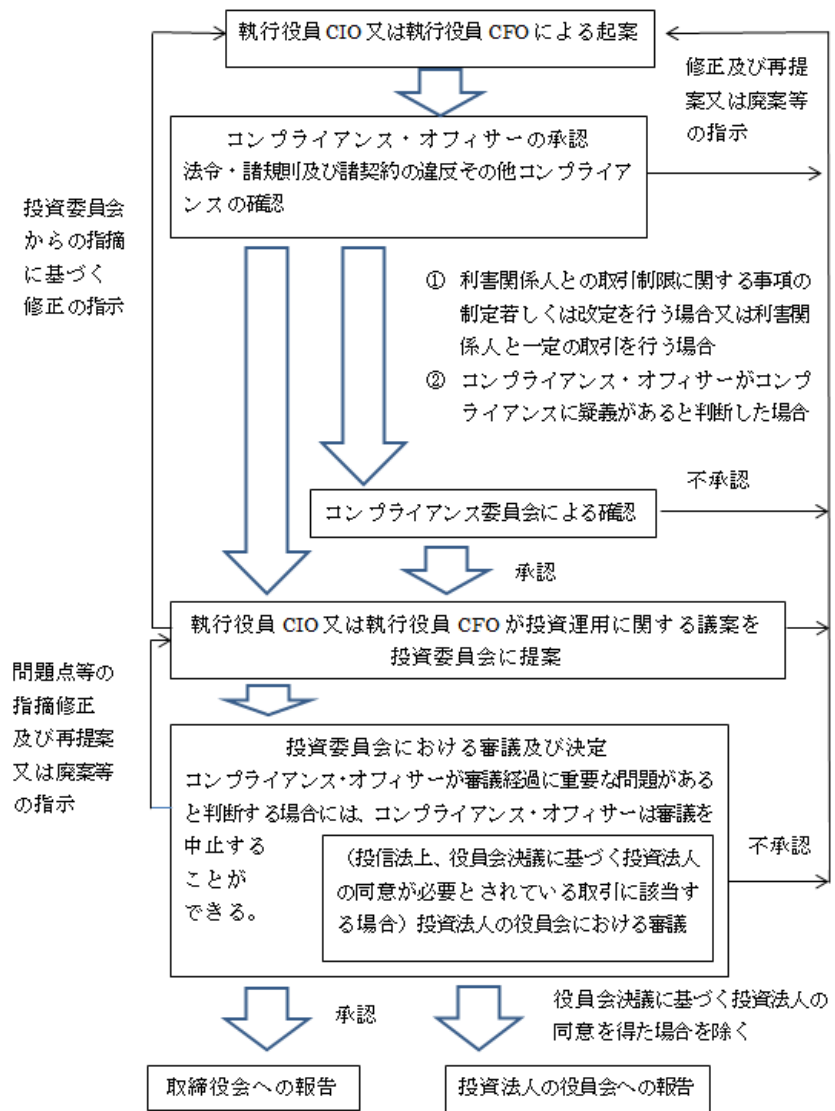 執行役員 CIO 又は執行役員 CFO による起案
修正及び再提
案又は廃案等
の指示
コンプライアンス・オフィサーの承認
法令・諸規則及び諸契約の違反その他コンプライア
ンスの確認
投資委員会
からの指摘
に基づく
修正の指示
① 利害関係人との取引制限に関する事項の
制定若しくは改定を行う場合又は利害関
係人と一定の取引を行う場合
② コンプライアンス・オフィサーがコンプ
ライアンスに疑義があると判断した場合
不承認
コンプライアンス委員会による確認
承認
執行役員 CIO 又は執行役員 CFO が投資運用に関する議案を
投資委員会に提案
問題点等の
指摘修正
及び再提案
又は廃案等
の指示
投資委員会における審議及び決定
コンプライアンス・オフィサーが審議経過に重要な問題がある
と判断する場合には、コンプライアンス・オフィサーは審議を
中止する
ことが
できる。
（投信法上、役員会決議に基づく投資法人
の同意が必要とされている取引に該当す
る場合）投資法人の役員会における審議
不承認
承認
役員会決議に基づく投資法人の
同意を得た場合を除く
取締役会への報告
投資法人の役員会への報告